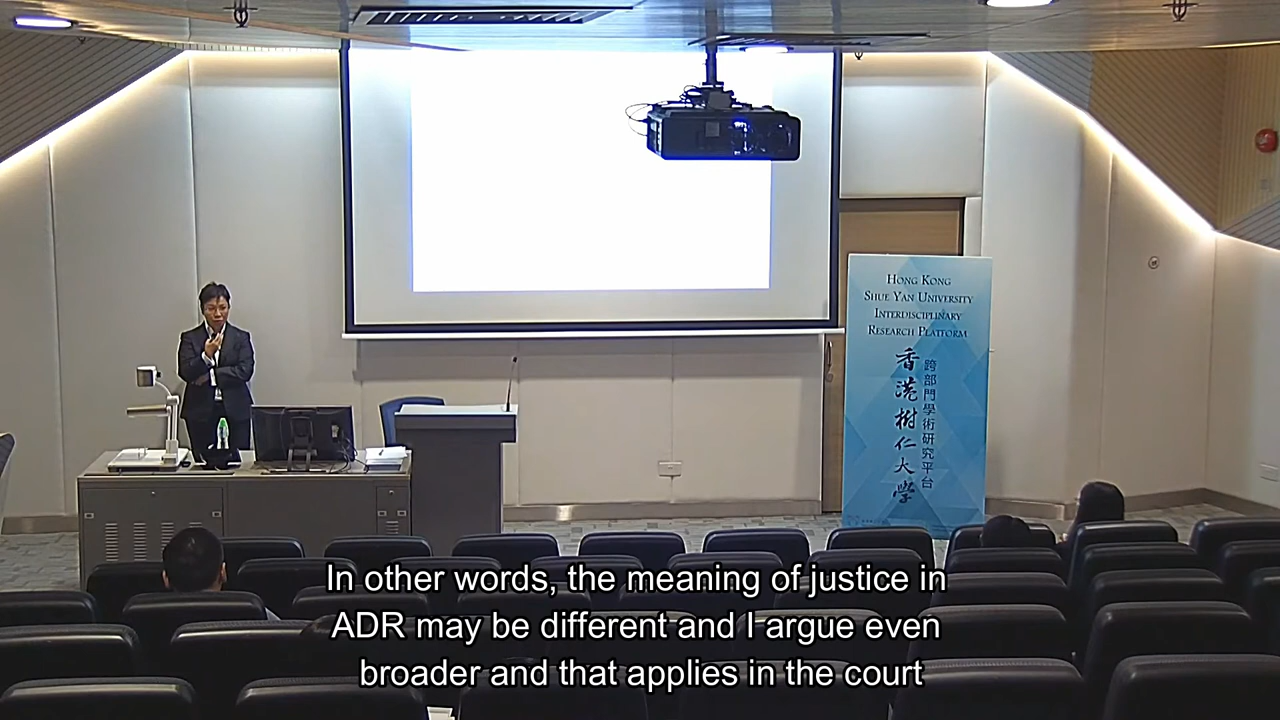 HONG KONG
SHUE YAN UNIVERSITY
INTERDISCIPLINARY
RESEARCH PLATFORM
香港樹仁大學
跨部門學術研究平台
In other words, the meaning of justice in
ADR may be different and I argue even
broader and that applies in the court